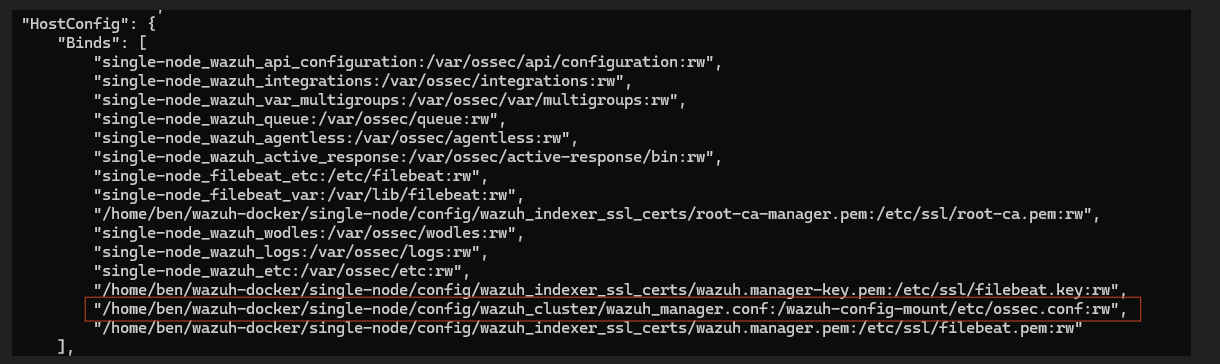 "HostConfig": {
"Binds": [
"single-node_wazuh_api_configuration:/var/ossec/api/configuration:rw",
"single-node_wazuh_integrations:/var/ossec/integrations:rw",
"single-node_wazuh_var_multigroups:/var/ossec/var/multigroups:rw",
"single-node_wazuh_queue:/var/ossec/queue:rw",
"single-node_wazuh_agentless:/var/ossec/agentless:rw",
"single-node_wazuh_active_response:/var/ossec/active-response/bin:rw",
"single-node_filebeat_etc:/etc/filebeat:rw",
"single-node_filebeat_var:/var/lib/filebeat:rw",
"/home/ben/wazuh-docker/single-node/config/wazuh_indexer_ssl_certs/root-ca-manager.pem:/etc/ssl/root-ca.pem:rw",
"single-node_wazuh_wodles:/var/ossec/wodles:rw",
"single-node_wazuh_logs:/var/ossec/logs:rw",
"single-node_wazuh_etc:/var/ossec/etc:rw",
"/home/ben/wazuh-docker/single-node/config/wazuh_indexer_ssl_certs/wazuh.manager-key.pem:/etc/ssl/filebeat.key:rw",
"/home/ben/wazuh-docker/single-node/config/wazuh_cluster/wazuh_manager.conf:/wazuh-config-mount/etc/ossec.conf:rw",
"/home/ben/wazuh-docker/single-node/config/wazuh_indexer_ssl_certs/wazuh.manager.pem:/etc/ssl/filebeat.pem:rw"
],